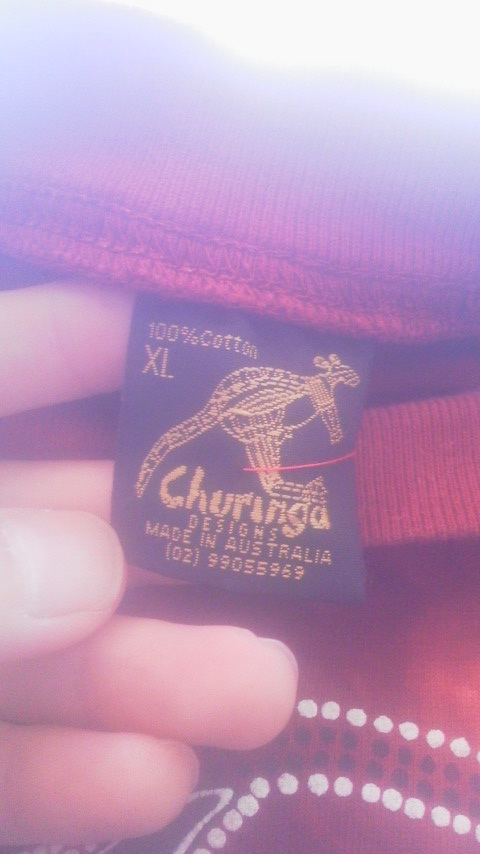 100%Cotton
XL
Churinga
DESIGNS
MADE IN AUSTRALIA
(02) 99055969